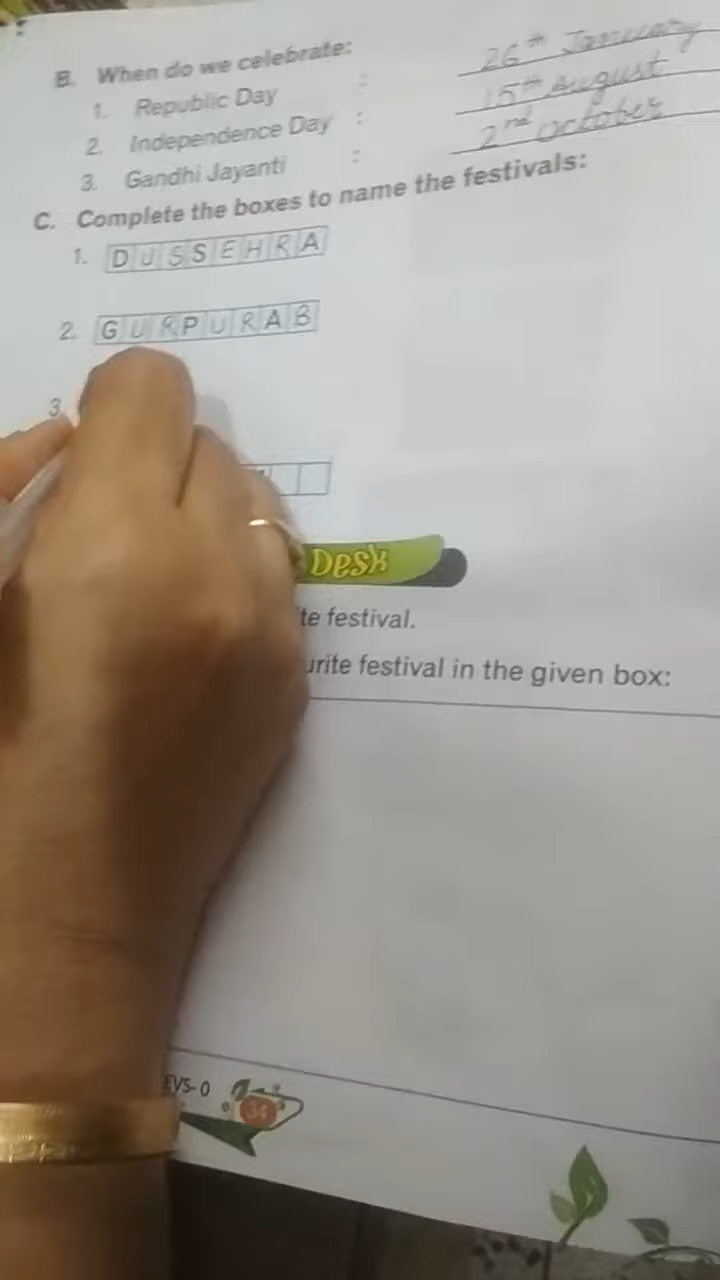 B. When do we celebrate:
1. Republic Day : 26th January
2. Independence Day : 15th August
3. Gandhi Jayanti : 2nd October
C. Complete the boxes to name the festivals:
1. DUSSEHRA
2. GURPURAB
3.
Desk
te festival.
urite festival in the given box:
EVS-0
34